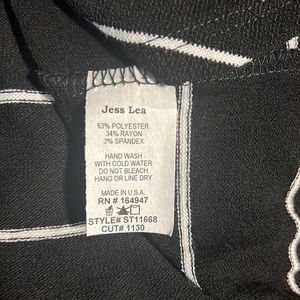 Jess Lea
63% POLYESTER
34% RAYON
3% SPANDEX
HAND WASH
WITH COLD WATER
DO NOT BLEACH
HANG OR LINE DRY
MADE IN U.S.A.
RN # 164947
STYLE# ST11668
CUT# 1130